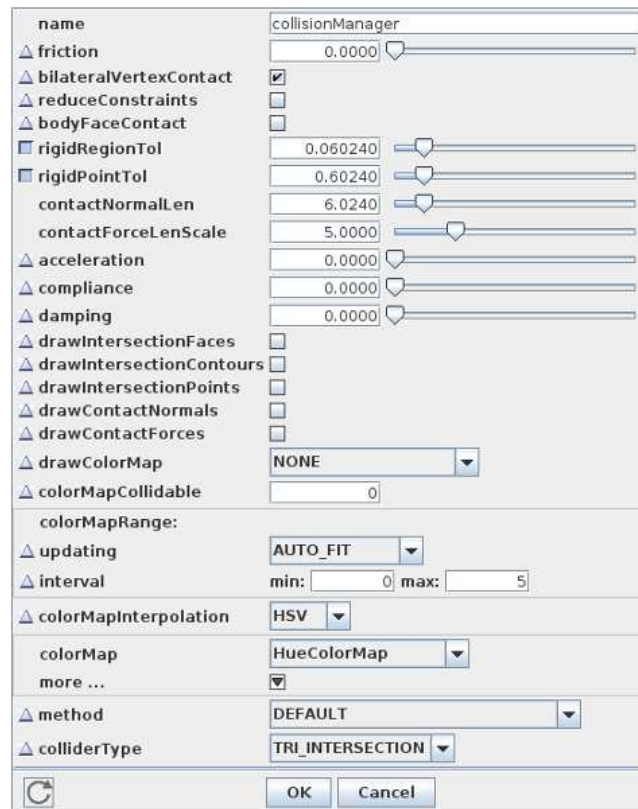 name collisionManager
friction 0.0000
bilateralVertexContact
reduceConstraints
bodyFaceContact
rigidRegionTol 0.060240
rigidPointTol 0.60240
contactNormalLen 6.0240
contactForceLenScale 5.0000
acceleration 0.0000
compliance 0.0000
damping 0.0000
drawIntersectionFaces
drawIntersectionContours
drawIntersectionPoints
drawContactNormals
drawContactForces
drawColorMap NONE
colorMapCollidable 0
colorMapRange:
updating AUTO_FIT
interval min: 0 max: 5
colorMapInterpolation HSV
colorMap HueColorMap
more ...
method DEFAULT
colliderType TRI_INTERSECTION
OK Cancel